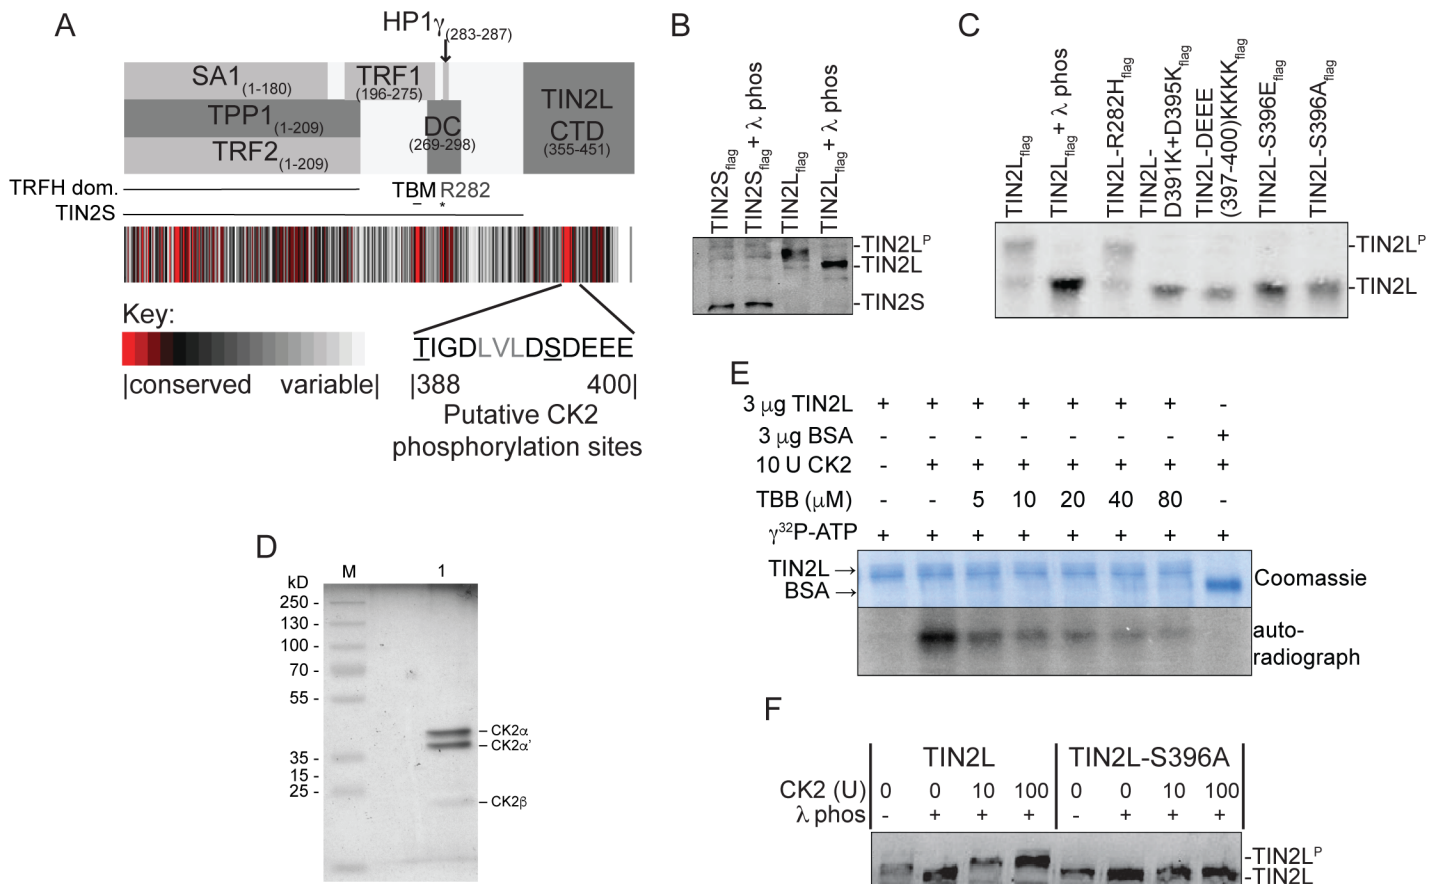 A
HP1γ(283-287)
SA1(1-180)
TRF1
(196-275)
TPP1(1-209)
DC
(269-298)
TRF2(1-209)
TIN2L
CTD
(355-451)
TRFH dom.
TBM R282
*
TIN2S
Key:
|conserved variable|
TIGDLVLDSDEEE
|388 400|
Putative CK2
phosphorylation sites
B
TIN2Sflag
TIN2Sflag + λ phos
TIN2Lflag
TIN2Lflag + λ phos
-TIN2Lᴾ
-TIN2L
-TIN2S
C
TIN2Lflag
TIN2Lflag + λ phos
TIN2L-R282Hflag
TIN2L-
D391K+D395Kflag
TIN2L-DEEE
(397-400)KKKKflag
TIN2L-S396Eflag
TIN2L-S396Aflag
-TIN2Lᴾ
-TIN2L
D
kD M 1
250 -
130 -
100 -
70 -
55 -
35 -
15 -
25 -
– CK2α
– CK2α'
– CK2β
E
3 µg TIN2L + + + + + + + -
3 µg BSA - - - - - - - +
10 U CK2 - + + + + + + +
TBB (µM) - - 5 10 20 40 80 -
γ³²P-ATP + + + + + + + +
TIN2L →
BSA →
Coomassie
auto-
radiograph
F
TIN2L TIN2L-S396A
CK2 (U) 0 0 10 100 0 0 10 100
λ phos - + + + - + + +
-TIN2Lᴾ
-TIN2L